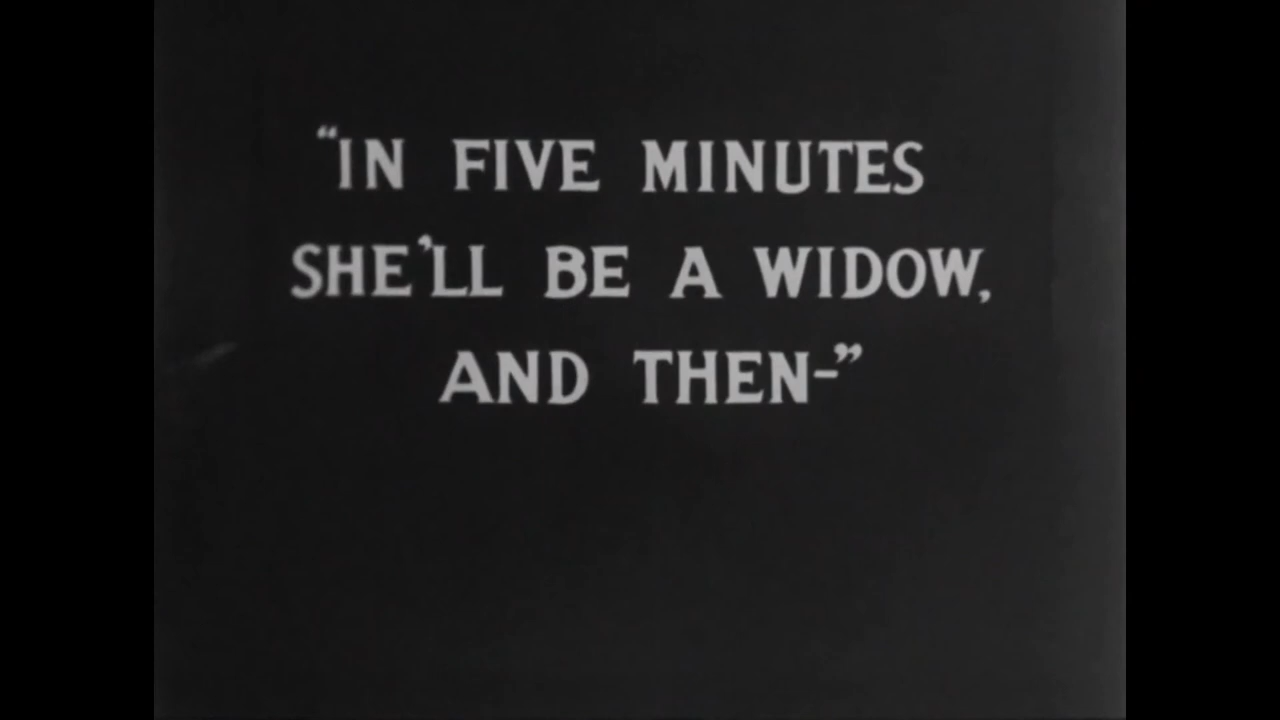 “IN FIVE MINUTES
SHE’LL BE A WIDOW,
AND THEN–”